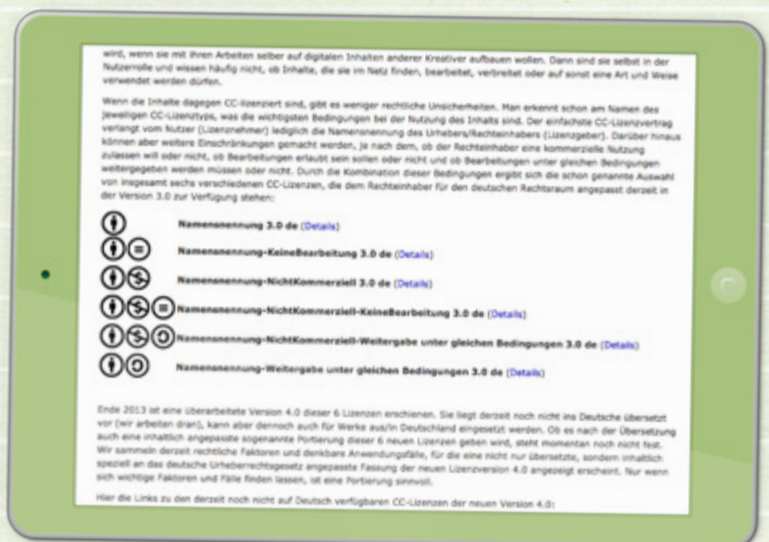 wird, wenn sie mit ihren Arbeiten selber auf digitalen Inhalten anderer Kreativer aufbauen wollen. Dann sind sie selbst in der
Nutzerrolle und wissen häufig nicht, ob Inhalte, die sie im Netz finden, bearbeitet, verbreitet oder auf sonst eine Art und Weise
verwendet werden dürfen.
Wenn die Inhalte dagegen CC-lizenziert sind, gibt es weniger rechtliche Unsicherheiten. Man erkennt schon am Namen des
jeweiligen CC-Lizenztyps, was die wichtigsten Bedingungen bei der Nutzung des Inhalts sind. Der einfachste CC-Lizenzvertrag
verlangt vom Nutzer (Lizenznehmer) lediglich die Namensnennung des Urhebers/Rechteinhabers (Lizenzgeber). Darüber hinaus
können aber weitere Einschränkungen gemacht werden, je nach dem, ob der Rechteinhaber eine kommerzielle Nutzung
zulassen will oder nicht, ob Bearbeitungen erlaubt sein sollen oder nicht und ob Bearbeitungen unter gleichen Bedingungen
weitergegeben werden müssen oder nicht. Durch die Kombination dieser Bedingungen ergibt sich die schon genannte Auswahl
von insgesamt sechs verschiedenen CC-Lizenzen, die dem Rechteinhaber für den deutschen Rechtsraum angepasst derzeit in
der Version 3.0 zur Verfügung stehen:
Namensnennung 3.0 de (Details)
Namensnennung-KeineBearbeitung 3.0 de (Details)
Namensnennung-NichtKommerziell 3.0 de (Details)
Namensnennung-NichtKommerziell-KeineBearbeitung 3.0 de (Details)
Namensnennung-NichtKommerziell-Weitergabe unter gleichen Bedingungen 3.0 de (Details)
Namensnennung-Weitergabe unter gleichen Bedingungen 3.0 de (Details)
Ende 2013 ist eine überarbeitete Version 4.0 dieser 6 Lizenzen erschienen. Sie liegt derzeit noch nicht ins Deutsche übersetzt
vor (wir arbeiten dran), kann aber dennoch auch für Werke aus/in Deutschland eingesetzt werden. Ob es nach der Übersetzung
auch eine inhaltlich angepasste sogenannte Portierung dieser 6 neuen Lizenzen geben wird, steht momentan noch nicht fest.
Wir sammeln derzeit rechtliche Faktoren und denkbare Anwendungsfälle, für die eine nicht nur übersetzte, sondern inhaltlich
speziell an das deutsche Urheberrechtsgesetz angepasste Fassung der neuen Lizenzversion 4.0 angezeigt erscheint. Nur wenn
sich wichtige Faktoren und Fälle finden lassen, ist eine Portierung sinnvoll.
Hier die Links zu den derzeit noch nicht auf Deutsch verfügbaren CC-Lizenzen der neuen Version 4.0: